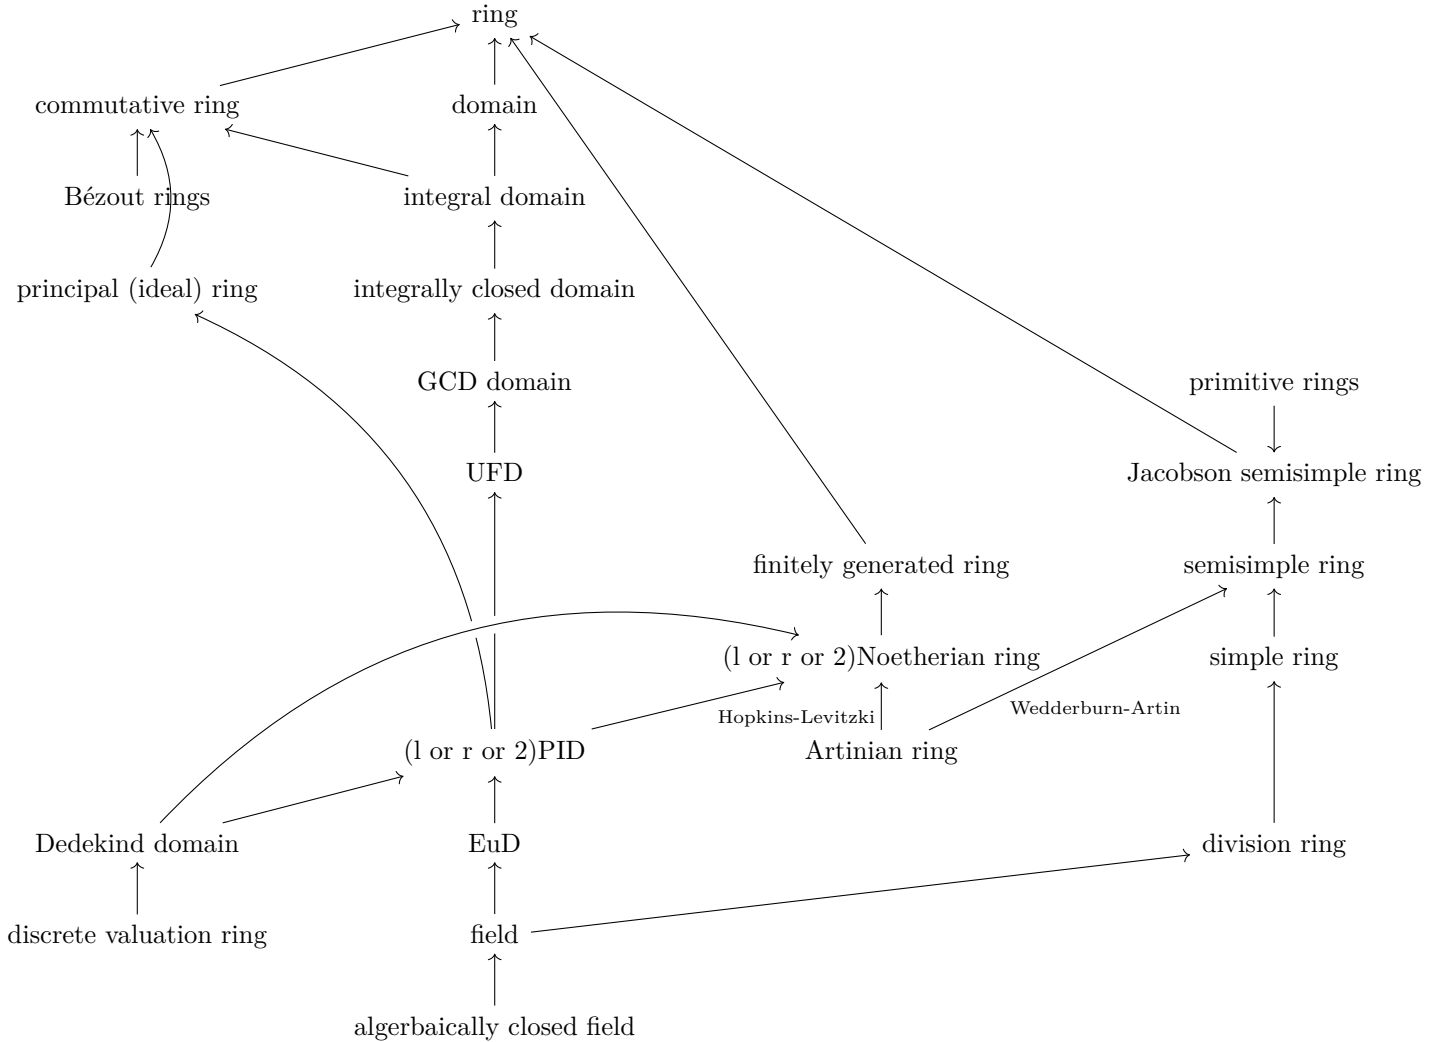 ring
commutative ring
domain
Bézout rings
integral domain
principal (ideal) ring
integrally closed domain
GCD domain
primitive rings
UFD
Jacobson semisimple ring
finitely generated ring
semisimple ring
(l or r or 2)Noetherian ring
simple ring
Hopkins-Levitzki
Wedderburn-Artin
(l or r or 2)PID
Artinian ring
Dedekind domain
EuD
division ring
discrete valuation ring
field
algerbaically closed field